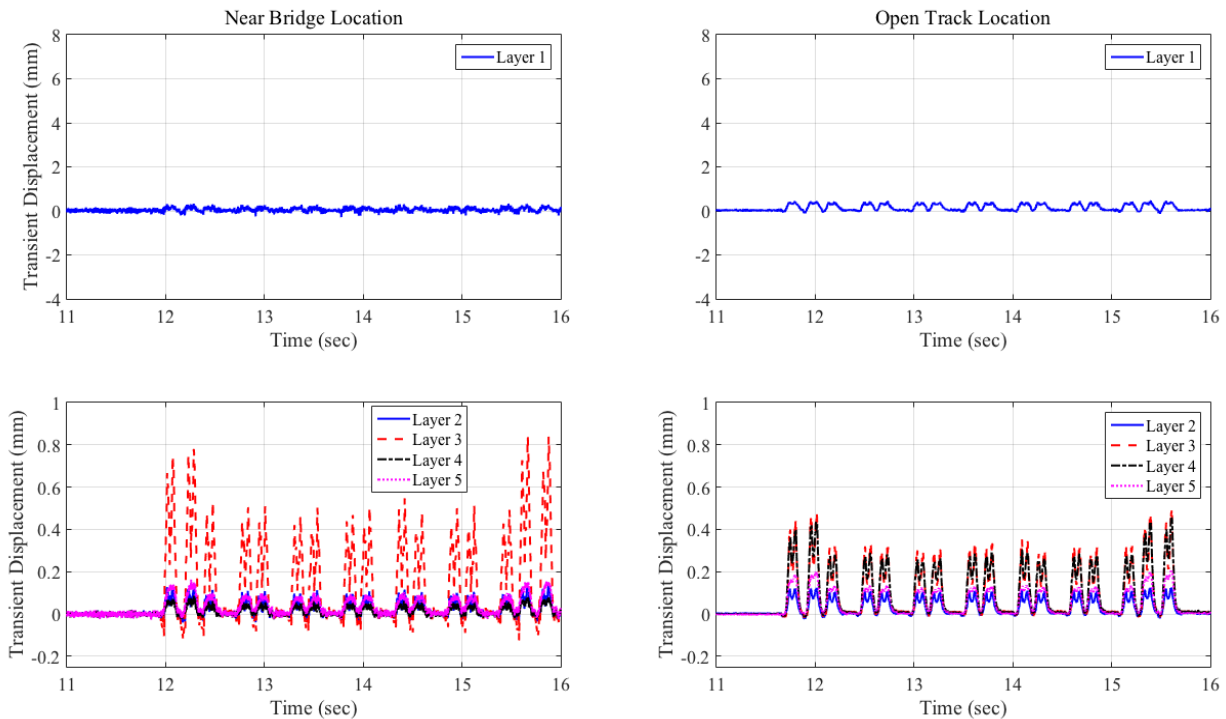 Near Bridge Location
Transient Displacement (mm)
8
6
4
2
0
-2
-4
Layer 1
11 12 13 14 15 16
Time (sec)
Open Track Location
Transient Displacement (mm)
8
6
4
2
0
-2
-4
Layer 1
11 12 13 14 15 16
Time (sec)
Transient Displacement (mm)
1
0.8
0.6
0.4
0.2
0
-0.2
Layer 2
Layer 3
Layer 4
Layer 5
11 12 13 14 15 16
Time (sec)
Transient Displacement (mm)
1
0.8
0.6
0.4
0.2
0
-0.2
Layer 2
Layer 3
Layer 4
Layer 5
11 12 13 14 15 16
Time (sec)